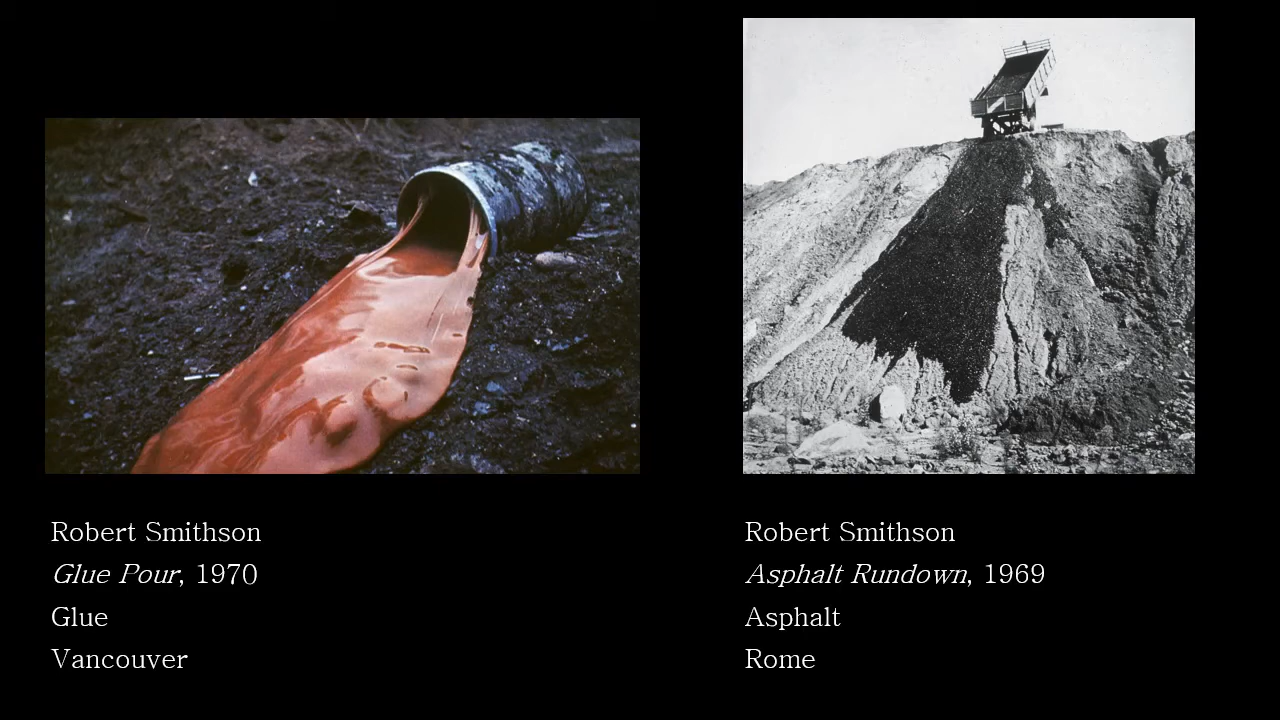 Robert Smithson
Glue Pour, 1970
Glue
Vancouver
Robert Smithson
Asphalt Rundown, 1969
Asphalt
Rome